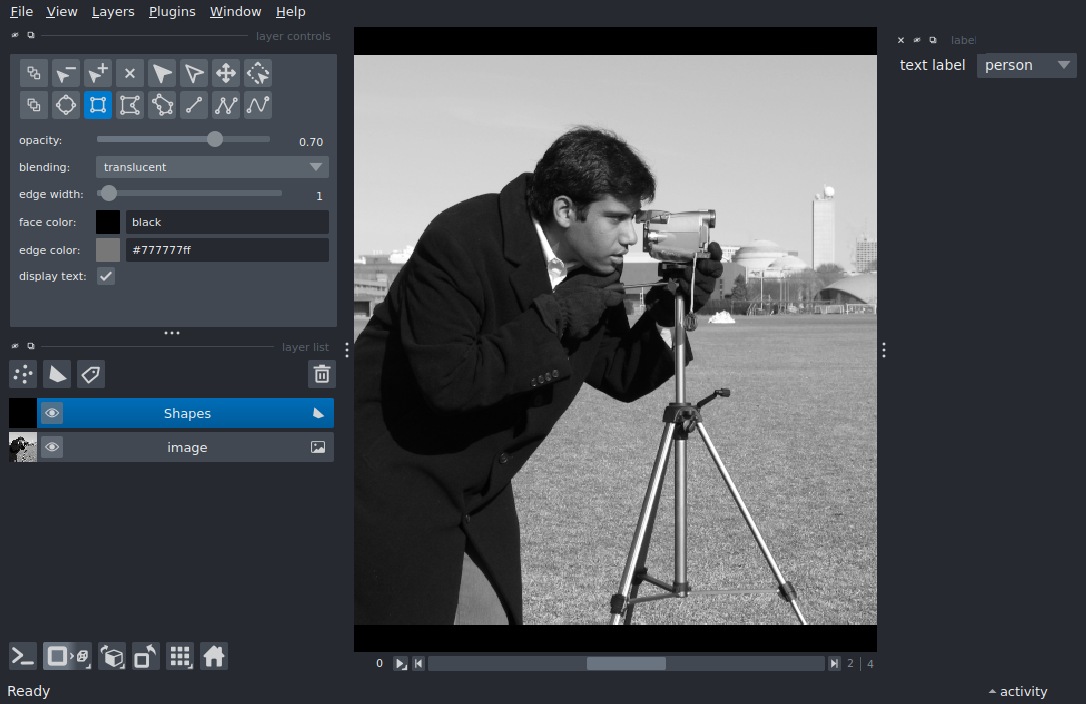 File View Layers Plugins Window Help
layer controls
opacity: 0.70
blending: translucent
edge width: 1
face color: black
edge color: #777777ff
display text:
layer list
Shapes
image
label
text label person
0 2 4
Ready
activity